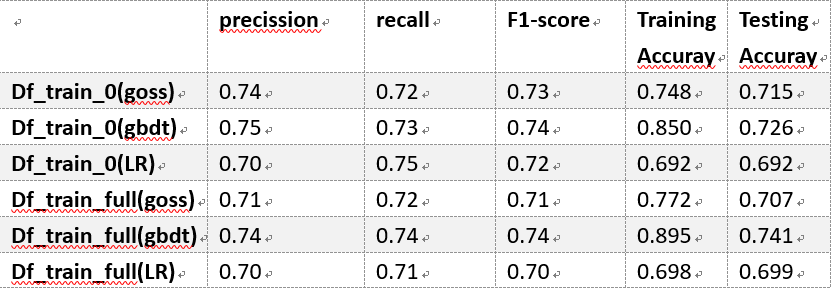 precission recall F1-score Training Accuray Testing Accuray
Df_train_0(goss) 0.74 0.72 0.73 0.748 0.715
Df_train_0(gbdt) 0.75 0.73 0.74 0.850 0.726
Df_train_0(LR) 0.70 0.75 0.72 0.692 0.692
Df_train_full(goss) 0.71 0.72 0.71 0.772 0.707
Df_train_full(gbdt) 0.74 0.74 0.74 0.895 0.741
Df_train_full(LR) 0.70 0.71 0.70 0.698 0.699